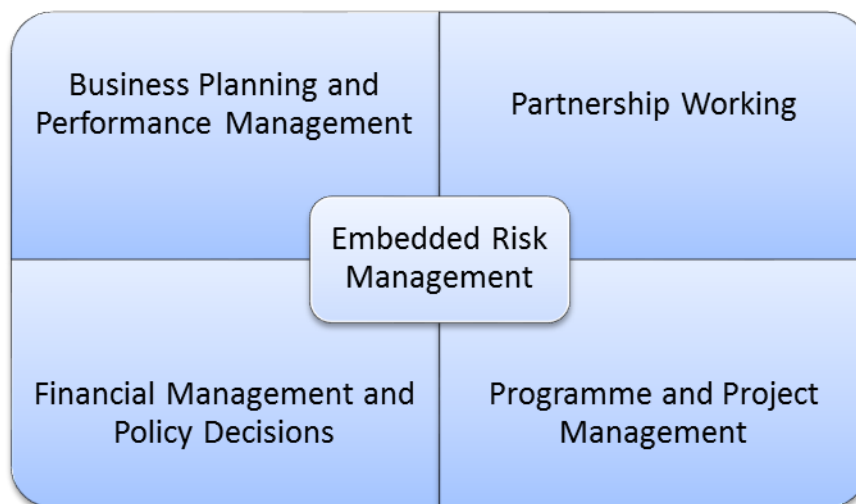 Business Planning and
Performance Management
Partnership Working
Embedded Risk
Management
Financial Management and
Policy Decisions
Programme and Project
Management